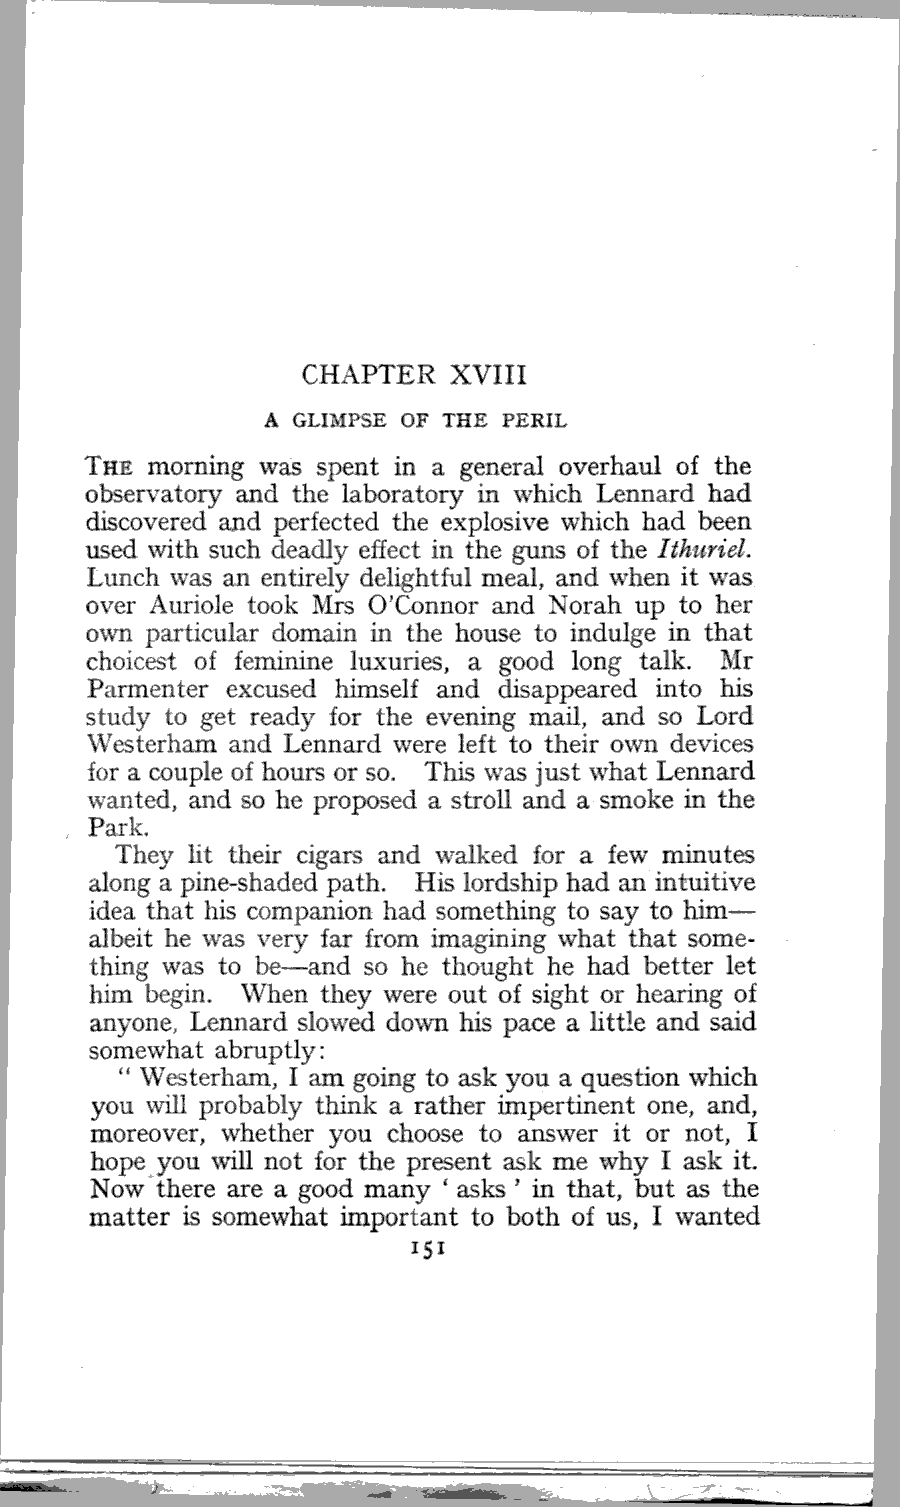 CHAPTER XVIII
A GLIMPSE OF THE PERIL
THE morning was spent in a general overhaul of the
observatory and the laboratory in which Lennard had
discovered and perfected the explosive which had been
used with such deadly effect in the guns of the Ithuriel.
Lunch was an entirely delightful meal, and when it was
over Auriole took Mrs O'Connor and Norah up to her
own particular domain in the house to indulge in that
choicest of feminine luxuries, a good long talk. Mr
Parmenter excused himself and disappeared into his
study to get ready for the evening mail, and so Lord
Westerham and Lennard were left to their own devices
for a couple of hours or so. This was just what Lennard
wanted, and so he proposed a stroll and a smoke in the
Park.
They lit their cigars and walked for a few minutes
along a pine-shaded path. His lordship had an intuitive
idea that his companion had something to say to him—
albeit he was very far from imagining what that some-
thing was to be—and so he thought he had better let
him begin. When they were out of sight or hearing of
anyone, Lennard slowed down his pace a little and said
somewhat abruptly:
" Westerham, I am going to ask you a question which
you will probably think a rather impertinent one, and,
moreover, whether you choose to answer it or not, I
hope you will not for the present ask me why I ask it.
Now there are a good many ' asks ' in that, but as the
matter is somewhat important to both of us, I wanted
151